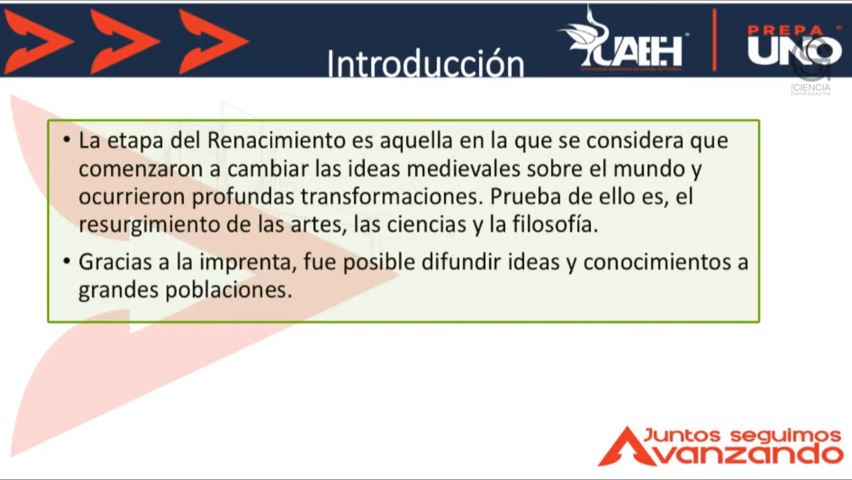 UAEH
PREPA
UNO
CIENCIA
Introducción
• La etapa del Renacimiento es aquella en la que se considera que
comenzaron a cambiar las ideas medievales sobre el mundo y
ocurrieron profundas transformaciones. Prueba de ello es, el
resurgimiento de las artes, las ciencias y la filosofía.
• Gracias a la imprenta, fue posible difundir ideas y conocimientos a
grandes poblaciones.
Juntos seguimos
Avanzando